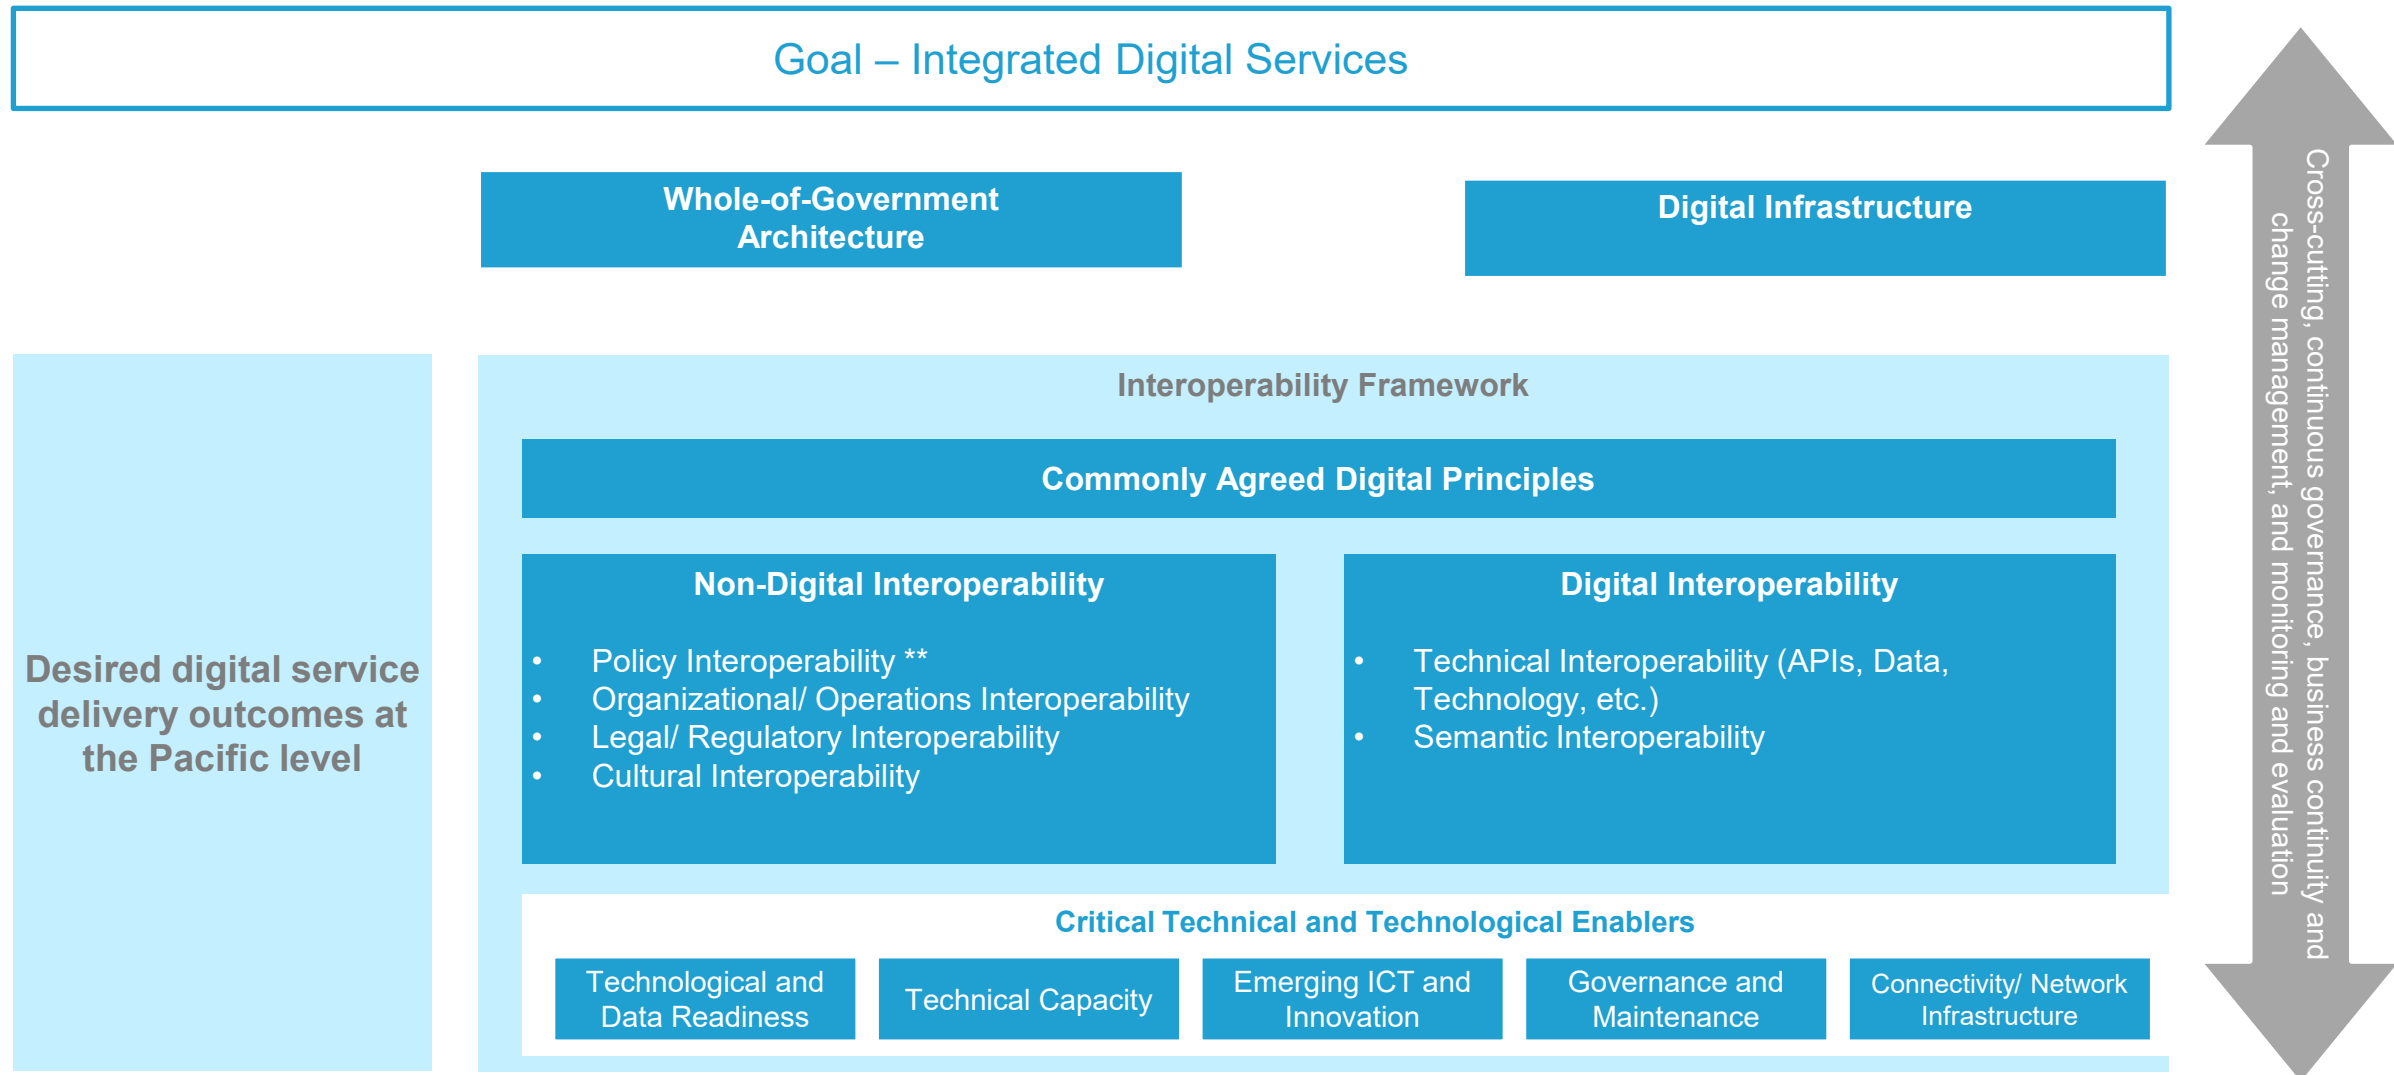 Goal – Integrated Digital Services
Whole-of-Government
Architecture
Digital Infrastructure
Desired digital service
delivery outcomes at
the Pacific level
Interoperability Framework
Commonly Agreed Digital Principles
Non-Digital Interoperability
• Policy Interoperability **
• Organizational/ Operations Interoperability
• Legal/ Regulatory Interoperability
• Cultural Interoperability
Digital Interoperability
• Technical Interoperability (APIs, Data,
Technology, etc.)
• Semantic Interoperability
Critical Technical and Technological Enablers
Technological and
Data Readiness
Technical Capacity
Emerging ICT and
Innovation
Governance and
Maintenance
Connectivity/ Network
Infrastructure
Cross-cutting, continuous governance, business continuity and
change management, and monitoring and evaluation